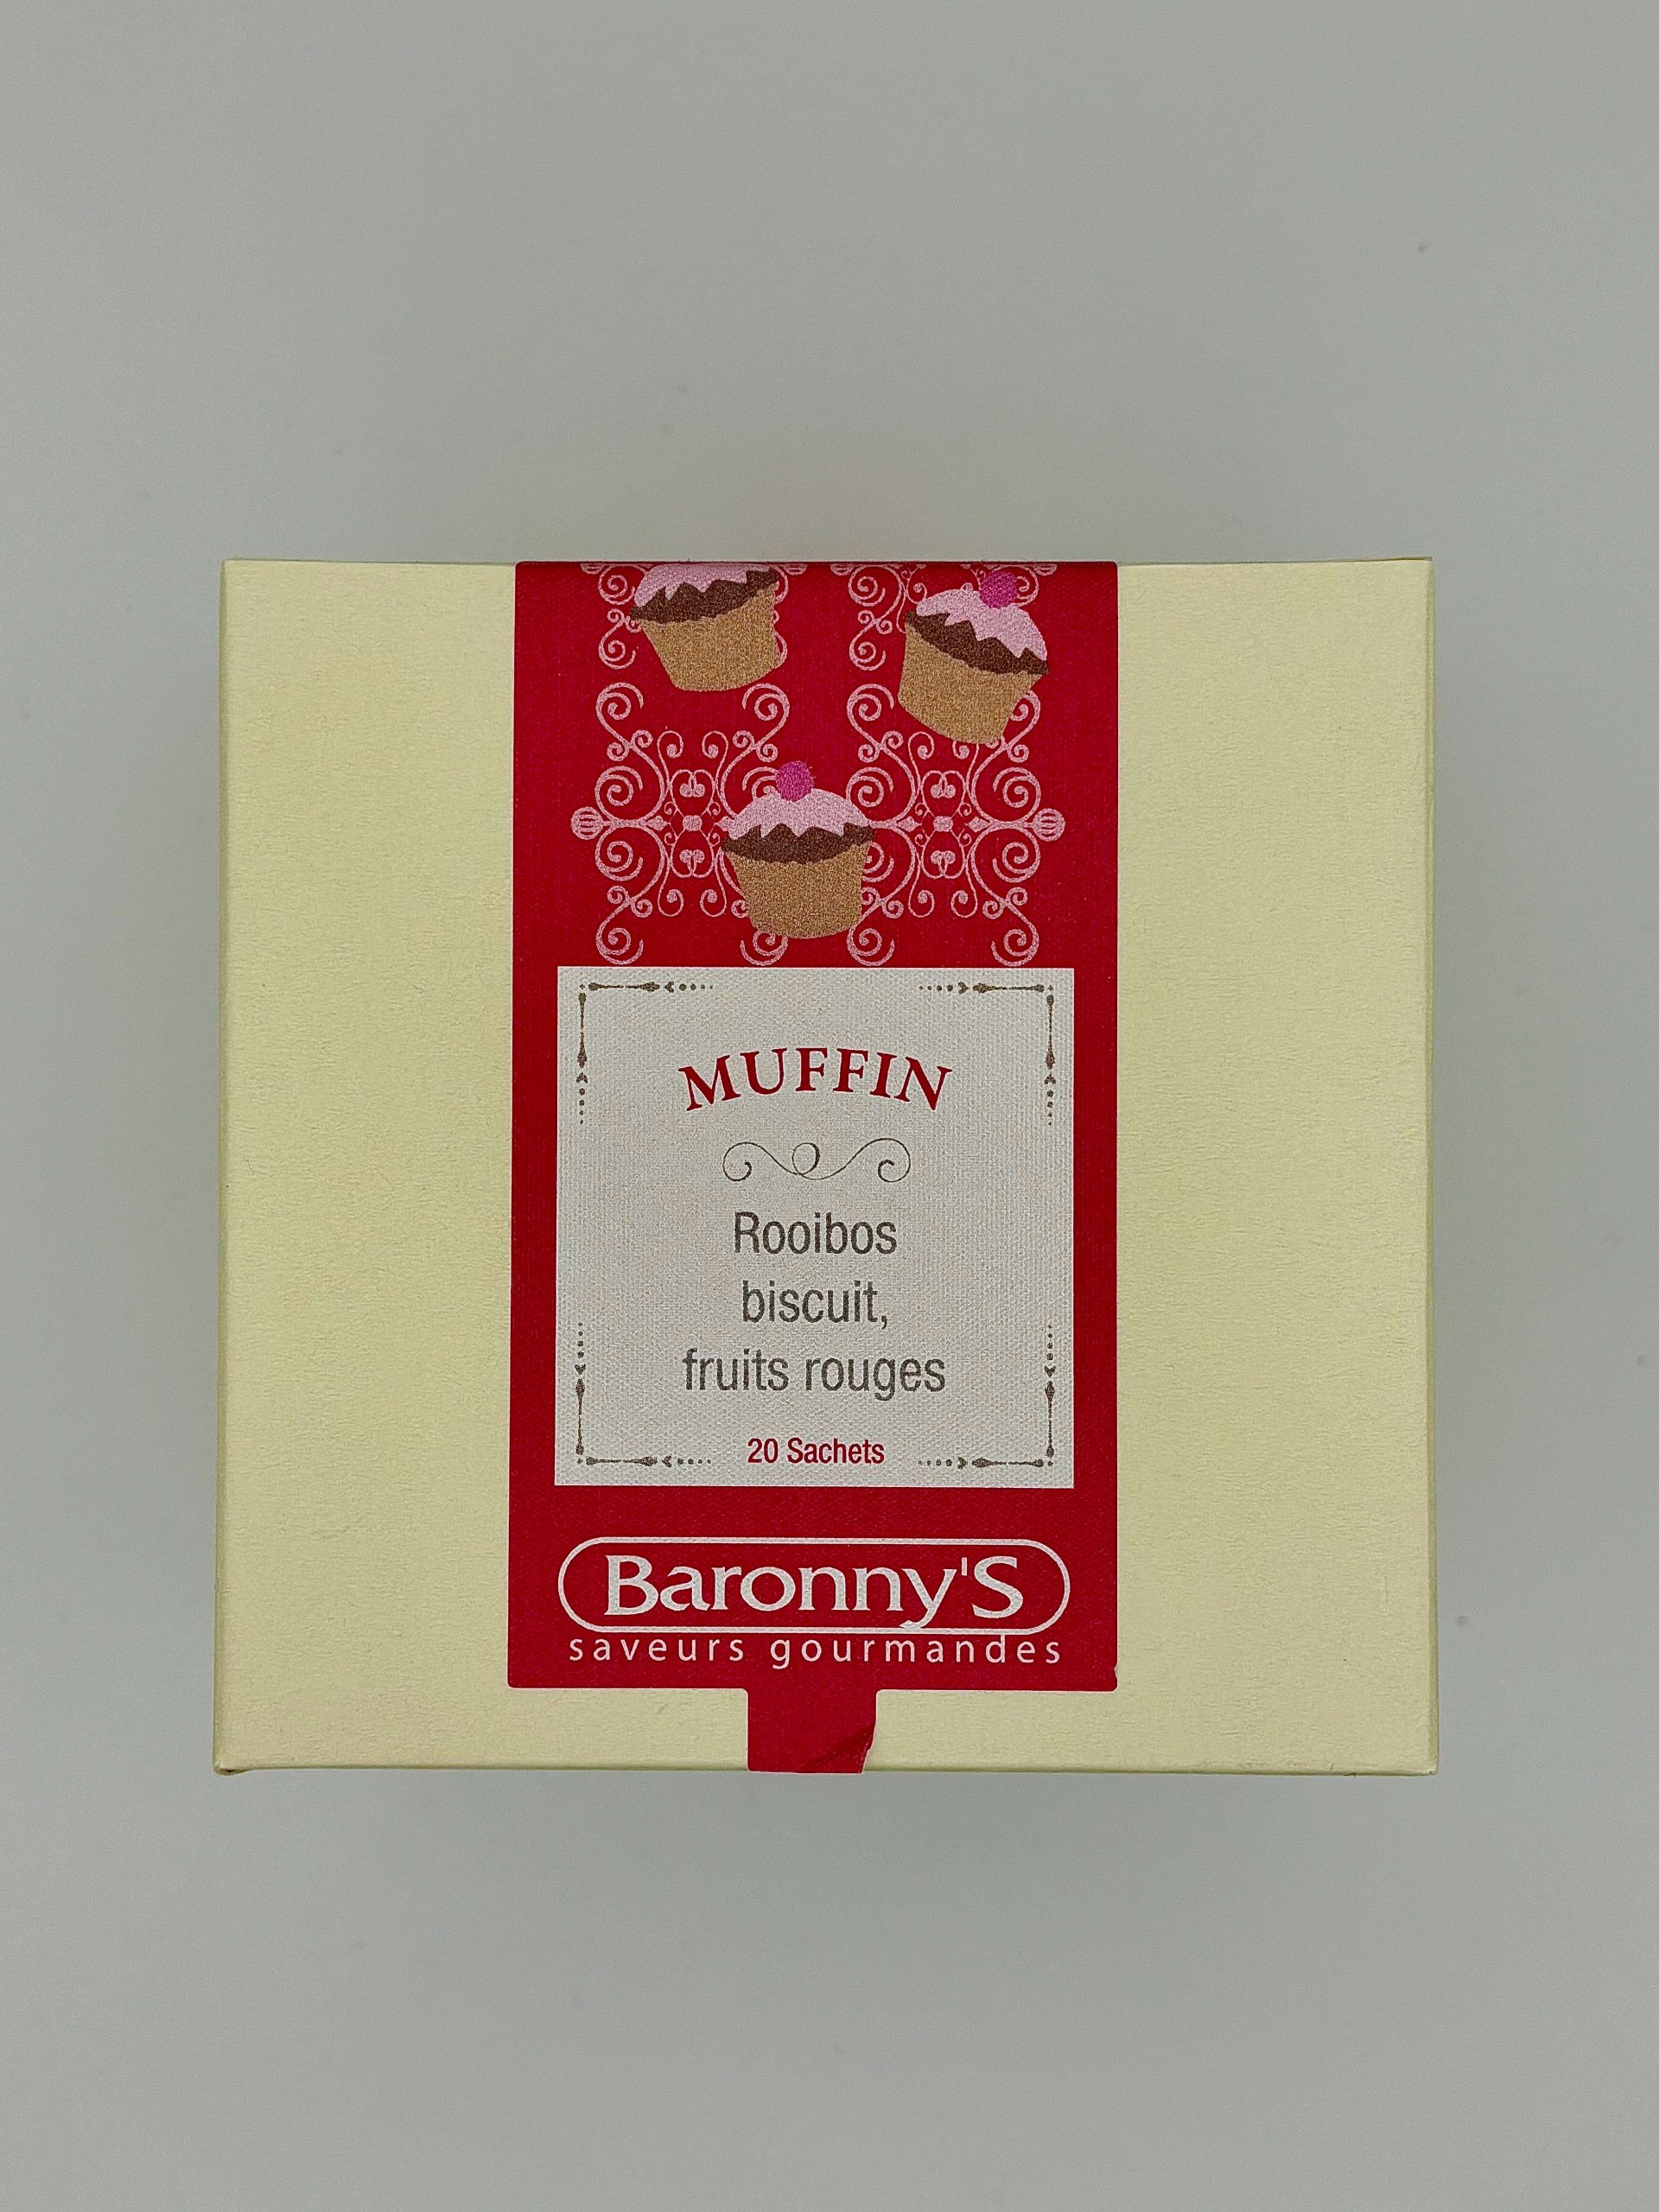 MUFFIN
Rooibos
biscuit,
fruits rouges
20 Sachets
Baronny'S
saveurs gourmandes